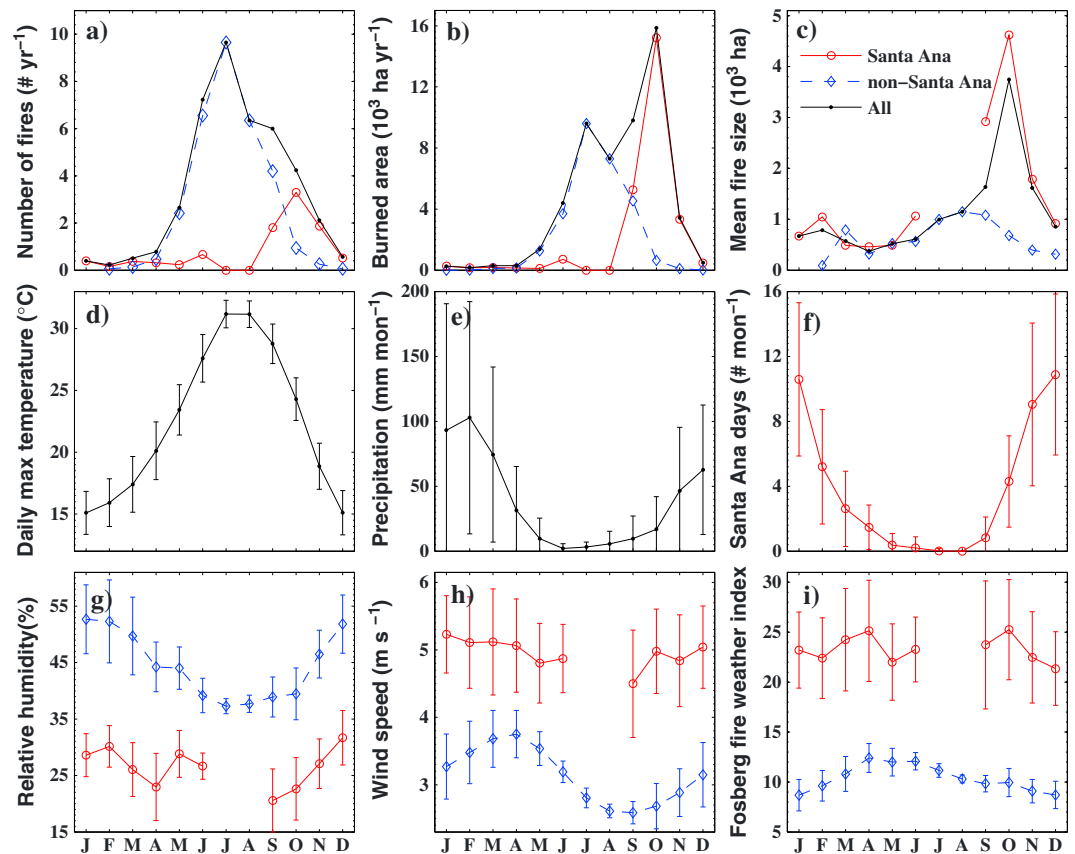 a)
Number of fires (# yr⁻¹)
10
8
6
4
2
0
b)
Burned area (10³ ha yr⁻¹)
16
12
8
4
0
c)
Mean fire size (10³ ha)
5
4
3
2
1
0
Santa Ana
non-Santa Ana
All
d)
Daily max temperature (°C)
30
25
20
15
e)
Precipitation (mm mon⁻¹)
200
150
100
50
0
f)
Santa Ana days (# mon⁻¹)
16
12
8
4
0
g)
Relative humidity(%)
55
45
35
25
15
J F M A M J J A S O N D
h)
Wind speed (m s⁻¹)
6
5
4
3
J F M A M J J A S O N D
i)
Fosberg fire weather index
30
25
20
15
10
5
J F M A M J J A S O N D